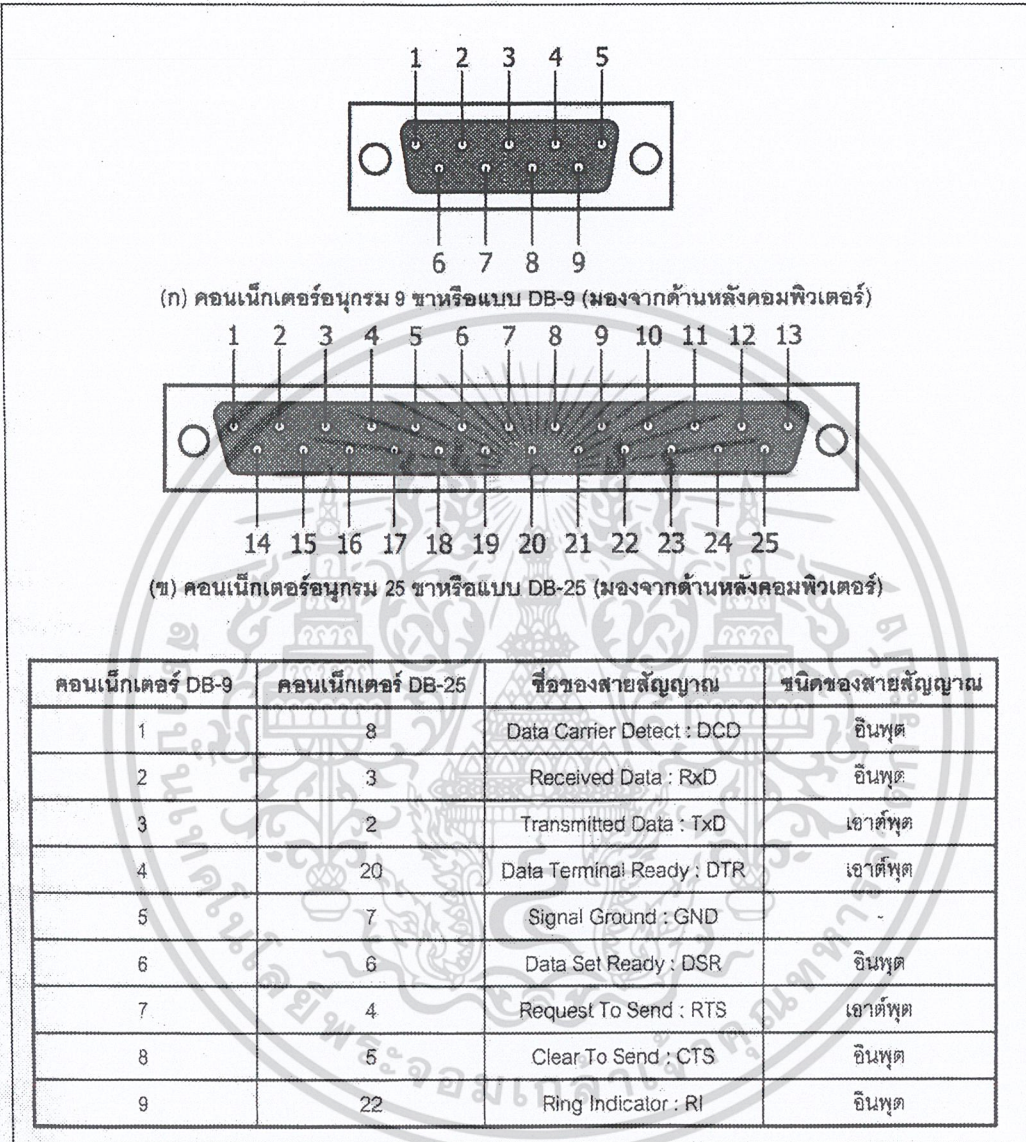 1 2 3 4 5
6 7 8 9
(ก) คอนเน็กเตอร์อนุกรม 9 ขาหรือแบบ DB-9 (มองจากด้านหลังคอมพิวเตอร์)
1 2 3 4 5 6 7 8 9 10 11 12 13
14 15 16 17 18 19 20 21 22 23 24 25
(ข) คอนเน็กเตอร์อนุกรม 25 ขาหรือแบบ DB-25 (มองจากด้านหลังคอมพิวเตอร์)
คอนเน็กเตอร์ DB-9 คอนเน็กเตอร์ DB-25 ชื่อของสายสัญญาณ ชนิดของสายสัญญาณ
1 8 Data Carrier Detect : DCD อินพุต
2 3 Received Data : RxD อินพุต
3 2 Transmitted Data : TxD เอาต์พุต
4 20 Data Terminal Ready : DTR เอาต์พุต
5 7 Signal Ground : GND -
6 6 Data Set Ready : DSR อินพุต
7 4 Request To Send : RTS เอาต์พุต
8 5 Clear To Send : CTS อินพุต
9 22 Ring Indicator : RI อินพุต